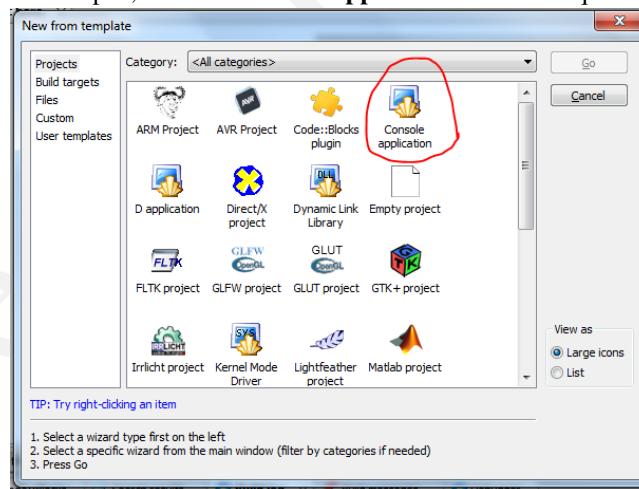 app
New from template
Projects
Build targets
Files
Custom
User templates
Category: <All categories>
Go
Cancel
ARM Project AVR Project Code::Blocks plugin Console application
D application Direct/X project Dynamic Link Library Empty project
FLTK project GLFW project GLUT project GTK+ project
Irrlicht project Kernel Mode Driver Lightfeather project Matlab project
View as
Large icons
List
TIP: Try right-clicking an item
1. Select a wizard type first on the left
2. Select a specific wizard from the main window (filter by categories if needed)
3. Press Go